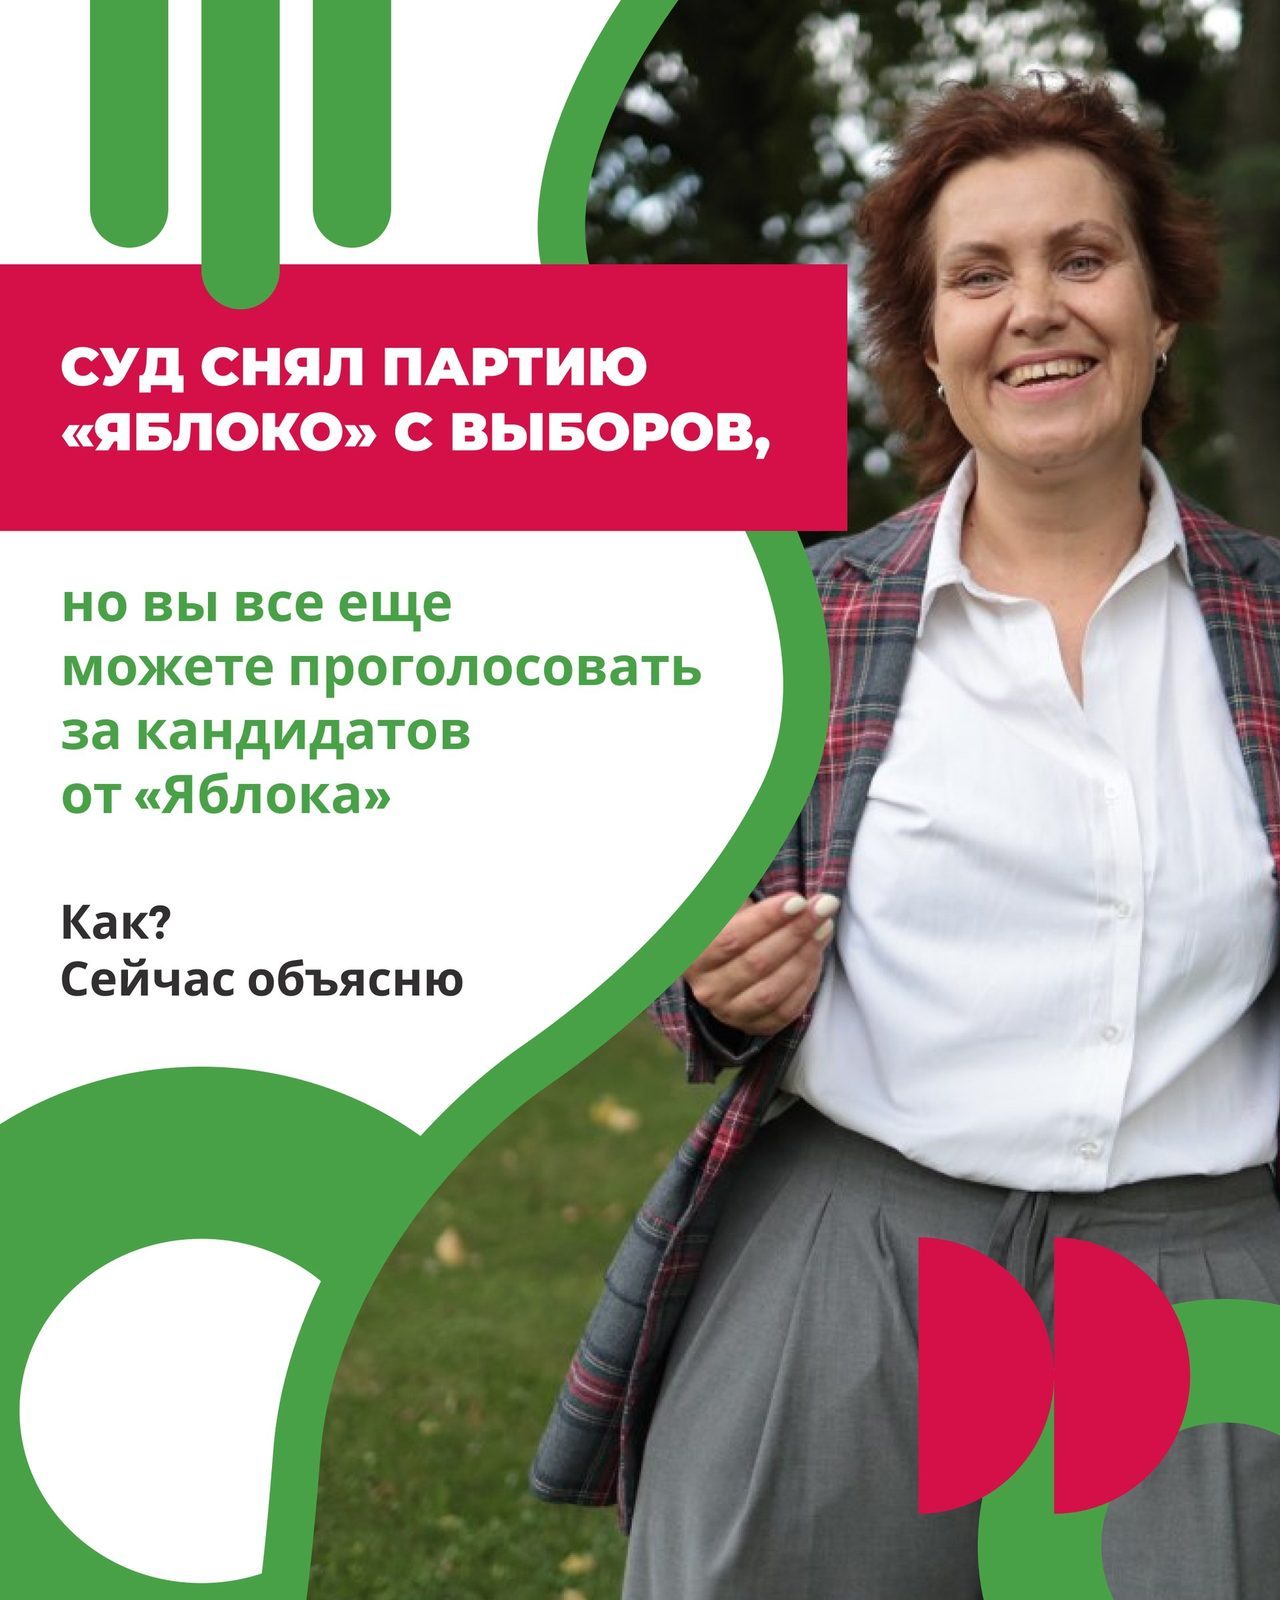 СУД СНЯЛ ПАРТИЮ
«ЯБЛОКО» С ВЫБОРОВ,
но вы все еще
можете проголосовать
за кандидатов
от «Яблока»
Как?
Сейчас объясню